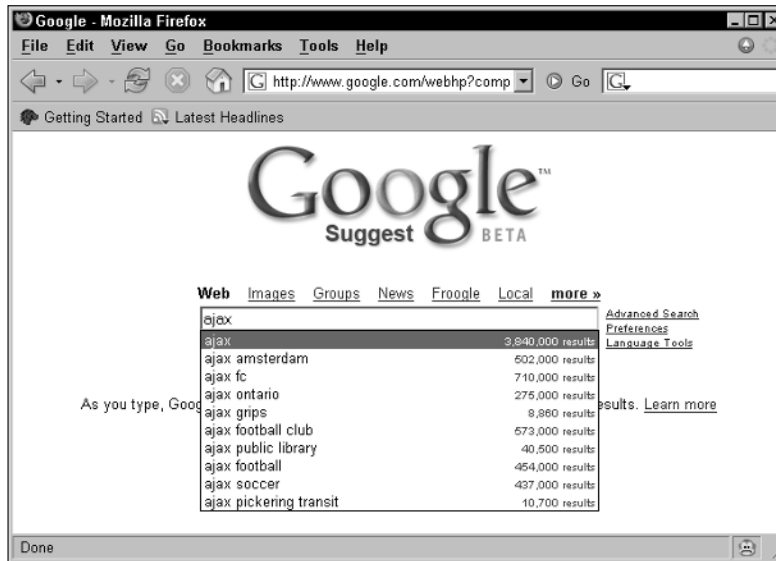 Google - Mozilla Firefox
File Edit View Go Bookmarks Tools Help
G http://www.google.com/webhp?comp Go G
Getting Started Latest Headlines
Google™
Suggest BETA
Web Images Groups News Froogle Local more »
ajax
Advanced Search
Preferences
Language Tools
ajax 3,840,000 results
ajax amsterdam 502,000 results
ajax fc 710,000 results
ajax ontario 275,000 results
As you type, Goog
sults. Learn more
ajax grips 8,860 results
ajax football club 573,000 results
ajax public library 40,500 results
ajax football 454,000 results
ajax soccer 437,000 results
ajax pickering transit 10,700 results
Done